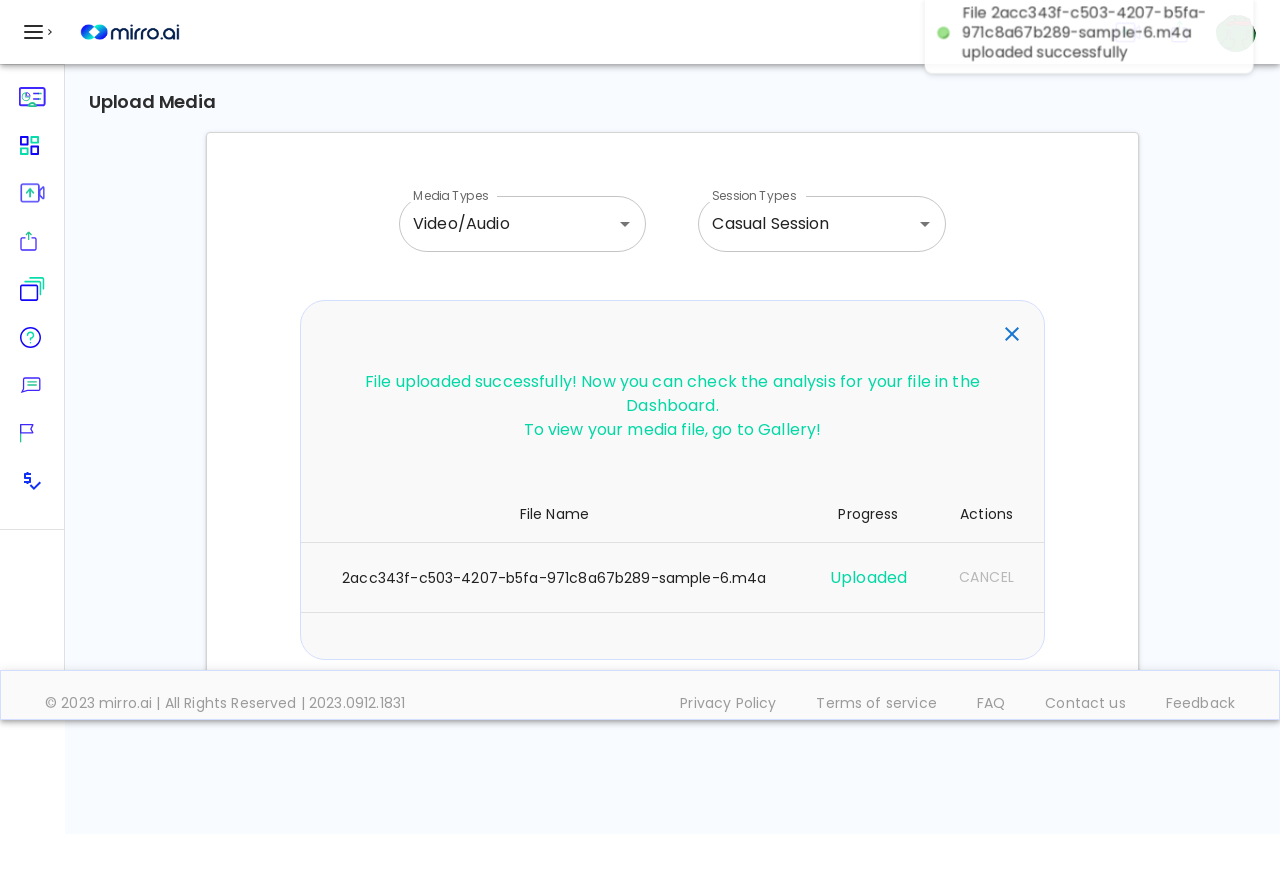 mirro.ai
File 2acc343f-c503-4207-b5fa-
971c8a67b289-sample-6.m4a
uploaded successfully
Upload Media
Media Types
Video/Audio
Session Types
Casual Session
File uploaded successfully! Now you can check the analysis for your file in the
Dashboard.
To view your media file, go to Gallery!
File Name Progress Actions
2acc343f-c503-4207-b5fa-971c8a67b289-sample-6.m4a Uploaded CANCEL
© 2023 mirro.ai | All Rights Reserved | 2023.0912.1831 Privacy Policy Terms of service FAQ Contact us Feedback